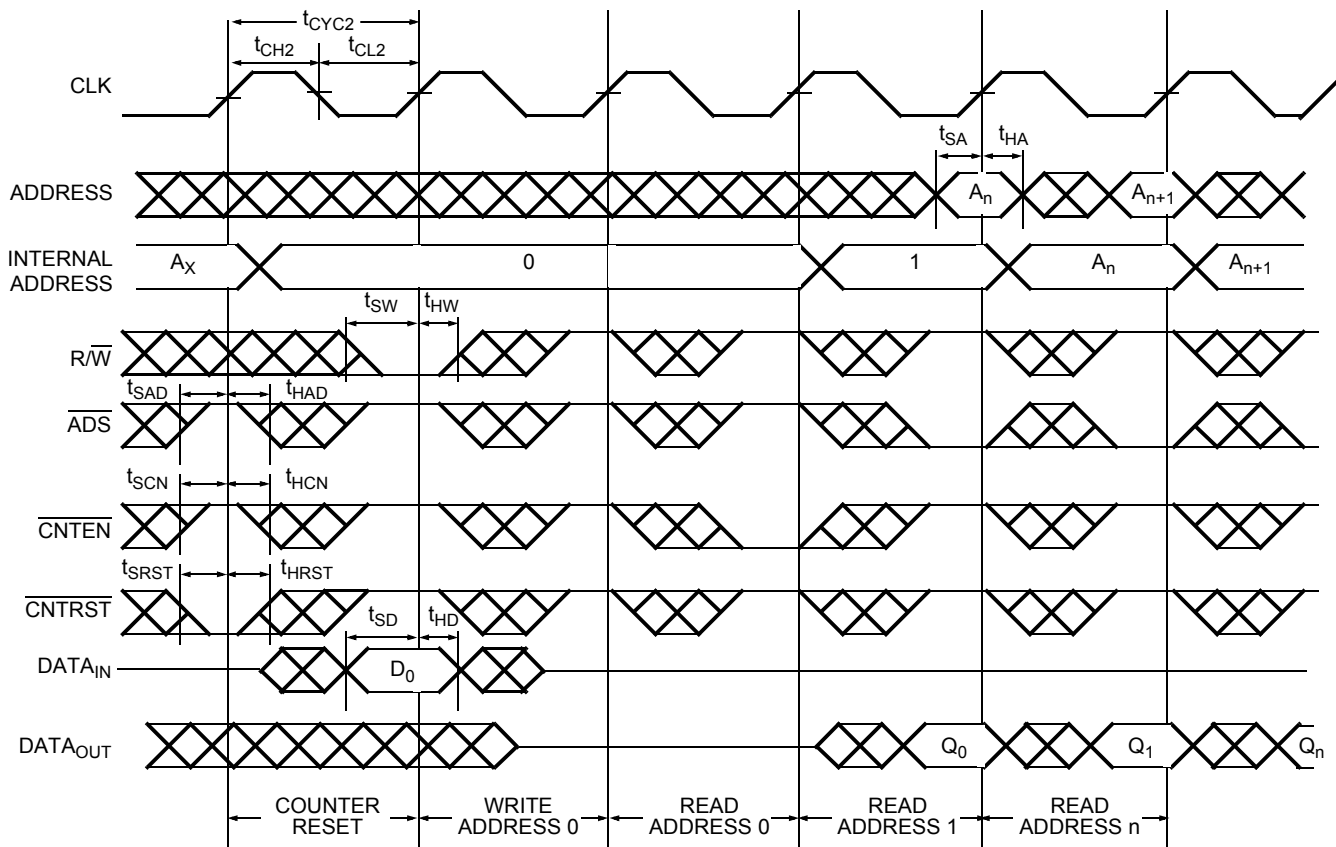 tCYC2
tCH2 tCL2
CLK
tSA tHA
ADDRESS An An+1
INTERNAL
ADDRESS
AX 0 1 An An+1
tSW tHW
R/W
tSAD tHAD
ADS
tSCN tHCN
CNTEN
tSRST tHRST
CNTRST
tSD tHD
DATAIN D0
DATAOUT Q0 Q1 Qn
COUNTER
RESET
WRITE
ADDRESS 0
READ
ADDRESS 0
READ
ADDRESS 1
READ
ADDRESS n